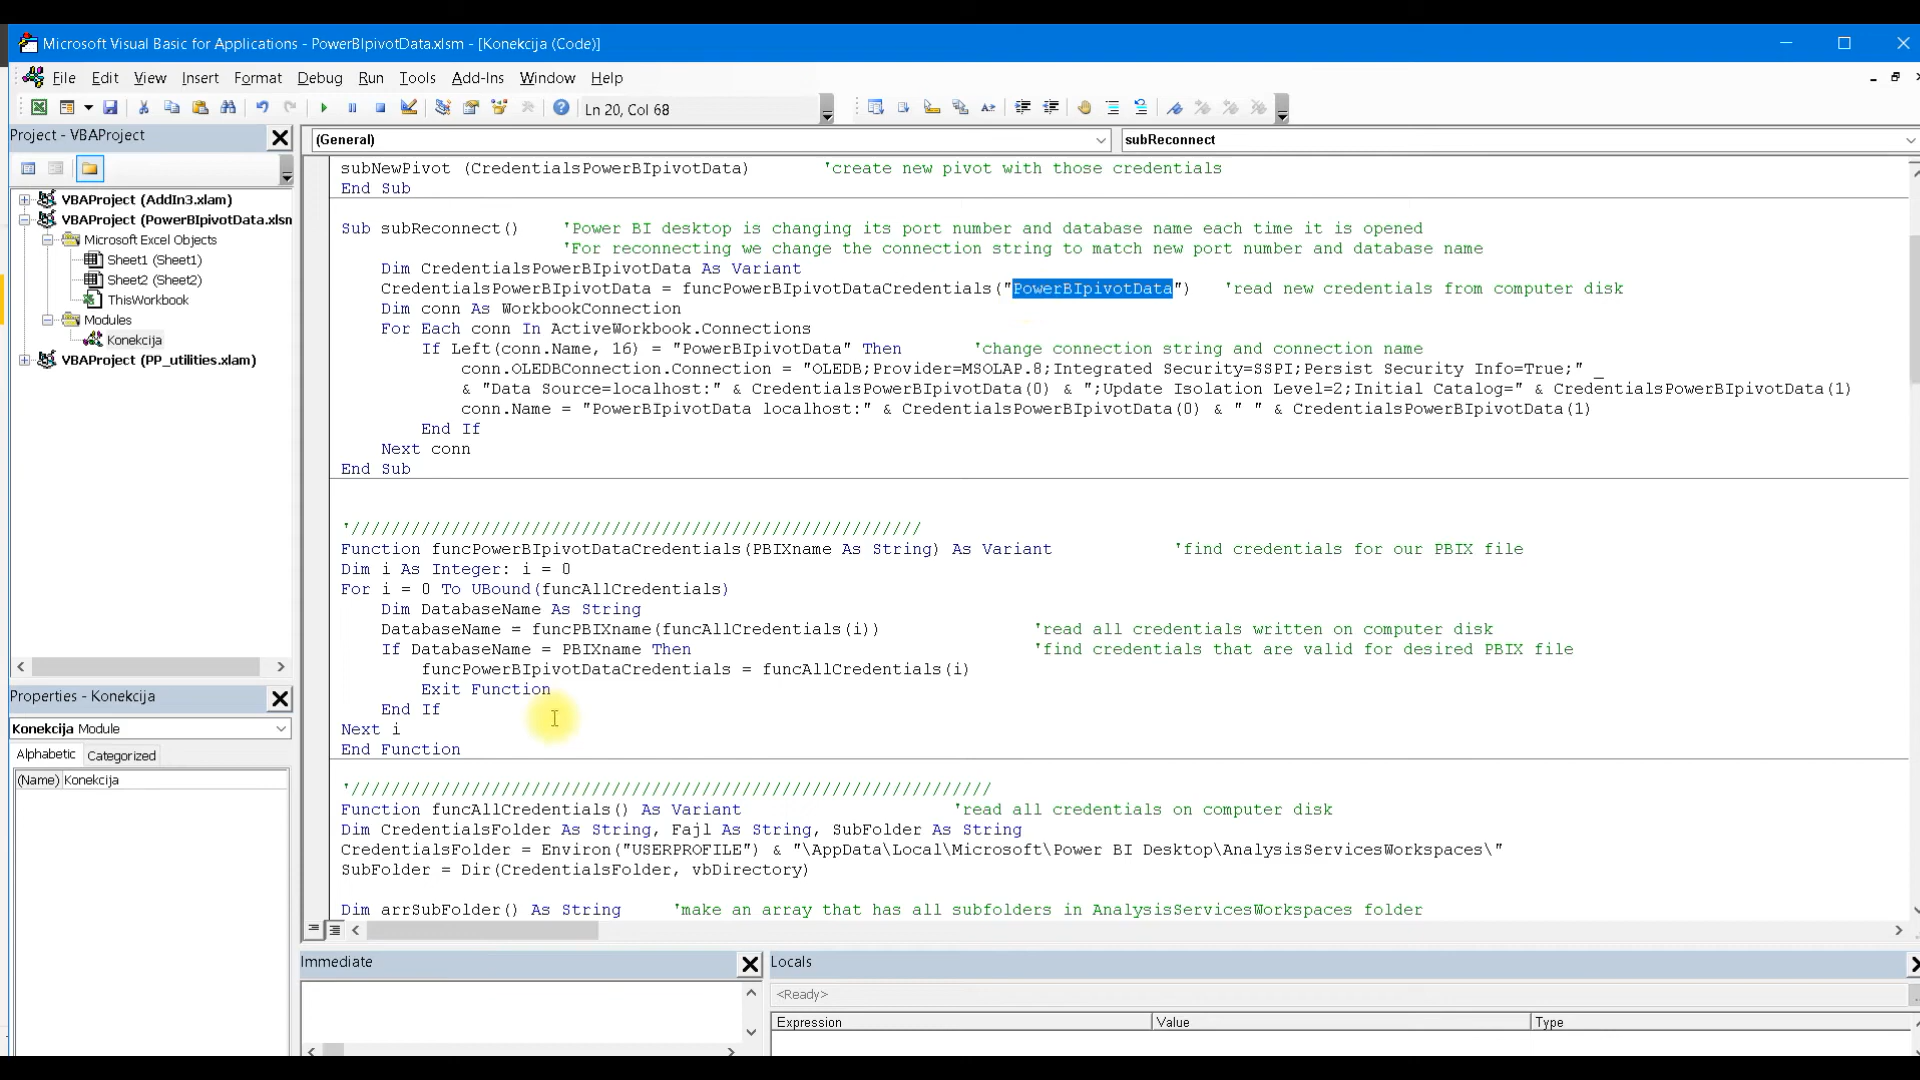 Microsoft Visual Basic for Applications - PowerBIpivotData.xlsm - [Konekcija (Code)]
File Edit View Insert Format Debug Run Tools Add-Ins Window Help
Ln 20, Col 68
Project - VBAProject
VBAProject (AddIn3.xlam)
VBAProject (PowerBIpivotData.xlsn
Microsoft Excel Objects
Sheet1 (Sheet1)
Sheet2 (Sheet2)
ThisWorkbook
Modules
Konekcija
VBAProject (PP_utilities.xlam)
Properties - Konekcija
Konekcija Module
Alphabetic Categorized
(Name) Konekcija
(General) subReconnect
subNewPivot (CredentialsPowerBIpivotData) 'create new pivot with those credentials
End Sub
Sub subReconnect() 'Power BI desktop is changing its port number and database name each time it is opened
'For reconnecting we change the connection string to match new port number and database name
Dim CredentialsPowerBIpivotData As Variant
CredentialsPowerBIpivotData = funcPowerBIpivotDataCredentials("PowerBIpivotData") 'read new credentials from computer disk
Dim conn As WorkbookConnection
For Each conn In ActiveWorkbook.Connections
If Left(conn.Name, 16) = "PowerBIpivotData" Then 'change connection string and connection name
conn.OLEDBConnection.Connection = "OLEDB;Provider=MSOLAP.8;Integrated Security=SSPI;Persist Security Info=True;" _
& "Data Source=localhost:" & CredentialsPowerBIpivotData(0) & ";Update Isolation Level=2;Initial Catalog=" & CredentialsPowerBIpivotData(1)
conn.Name = "PowerBIpivotData localhost:" & CredentialsPowerBIpivotData(0) & " " & CredentialsPowerBIpivotData(1)
End If
Next conn
End Sub
'/////////////////////////////////////////////////////////
Function funcPowerBIpivotDataCredentials(PBIXname As String) As Variant 'find credentials for our PBIX file
Dim i As Integer: i = 0
For i = 0 To UBound(funcAllCredentials)
Dim DatabaseName As String
DatabaseName = funcPBIXname(funcAllCredentials(i)) 'read all credentials written on computer disk
If DatabaseName = PBIXname Then 'find credentials that are valid for desired PBIX file
funcPowerBIpivotDataCredentials = funcAllCredentials(i)
Exit Function
End If
Next i
End Function
'////////////////////////////////////////////////////////////////
Function funcAllCredentials() As Variant 'read all credentials on computer disk
Dim CredentialsFolder As String, Fajl As String, SubFolder As String
CredentialsFolder = Environ("USERPROFILE") & "\AppData\Local\Microsoft\Power BI Desktop\AnalysisServicesWorkspaces\"
SubFolder = Dir(CredentialsFolder, vbDirectory)
Dim arrSubFolder() As String 'make an array that has all subfolders in AnalysisServicesWorkspaces folder
Immediate
Locals
<Ready>
Expression Value Type